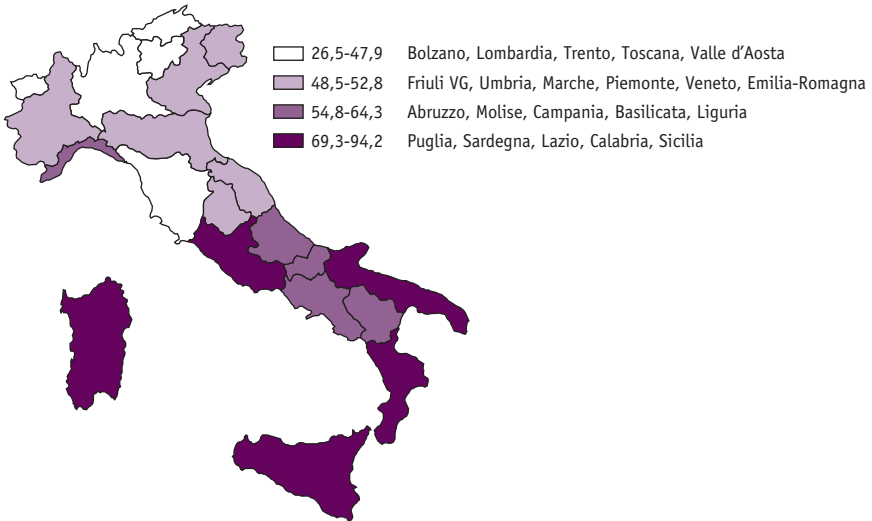 26,5-47,9 Bolzano, Lombardia, Trento, Toscana, Valle d'Aosta
48,5-52,8 Friuli VG, Umbria, Marche, Piemonte, Veneto, Emilia-Romagna
54,8-64,3 Abruzzo, Molise, Campania, Basilicata, Liguria
69,3-94,2 Puglia, Sardegna, Lazio, Calabria, Sicilia